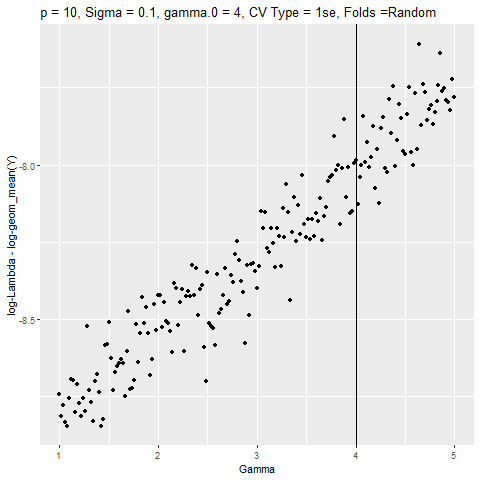 p = 10, Sigma = 0.1, gamma.0 = 4, CV Type = 1se, Folds =Random
log-Lambda - log-geom_mean(Y)
-8.0
-8.5
1 2 3 4 5
Gamma